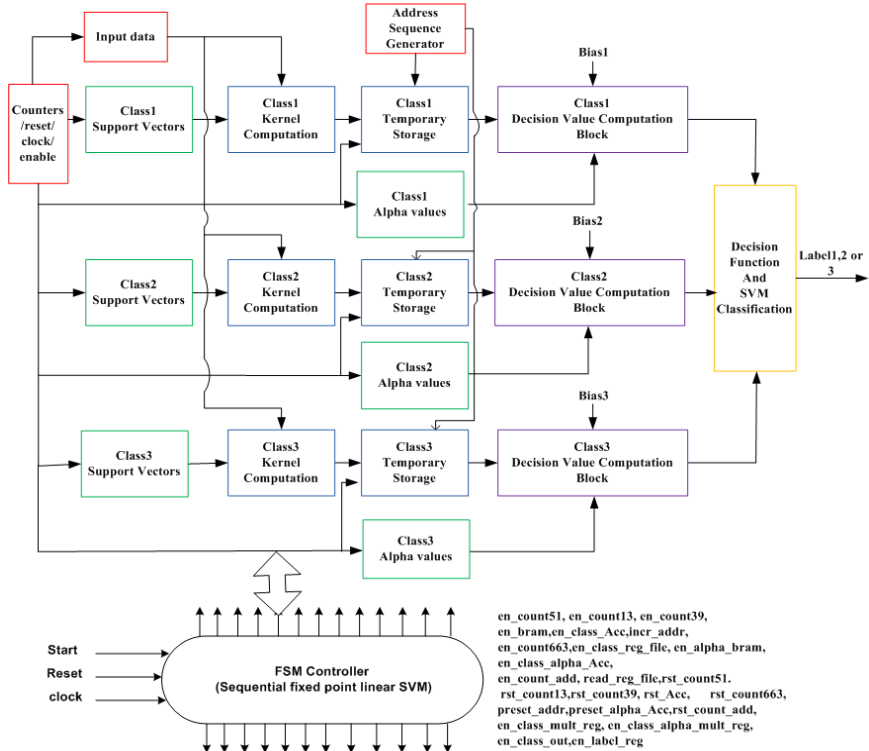 Input data
Address
Sequence
Generator
Counters
/reset/
clock/
enable
Class1
Support Vectors
Class1
Kernel
Computation
Class1
Temporary
Storage
Bias1
Class1
Decision Value Computation
Block
Class1
Alpha values
Class2
Support Vectors
Class2
Kernel
Computation
Class2
Temporary
Storage
Bias2
Class2
Decision Value Computation
Block
Class2
Alpha values
Decision
Function
And
SVM
Classification
Label1,2 or
3
Class3
Support Vectors
Class3
Kernel
Computation
Class3
Temporary
Storage
Bias3
Class3
Decision Value Computation
Block
Class3
Alpha values
Start
Reset
clock
FSM Controller
(Sequential fixed point linear SVM)
en_count51, en_count13, en_count39,
en_bram,en_class_Acc,incr_addr,
en_count663,en_class_reg_file, en_alpha_bram,
en_class_alpha_Acc,
en_count_add, read_reg_file,rst_count51.
rst_count13,rst_count39, rst_Acc, rst_count663,
preset_addr,preset_alpha_Acc,rst_count_add,
en_class_mult_reg, en_class_alpha_mult_reg,
en_class_out,en_label_reg